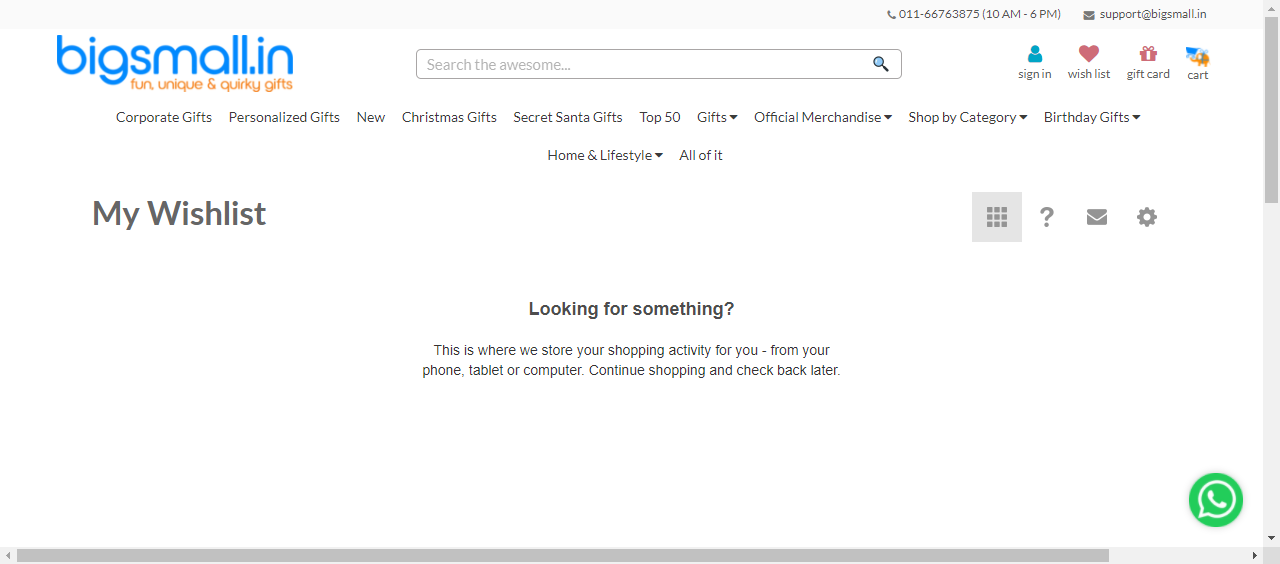 011-66763875 (10 AM - 6 PM) support@bigsmall.in
bigsmall.in
fun, unique & quirky gifts
Search the awesome...
sign in wish list gift card cart
Corporate Gifts Personalized Gifts New Christmas Gifts Secret Santa Gifts Top 50 Gifts Official Merchandise Shop by Category Birthday Gifts
Home & Lifestyle All of it
My Wishlist
?
Looking for something?
This is where we store your shopping activity for you - from your
phone, tablet or computer. Continue shopping and check back later.